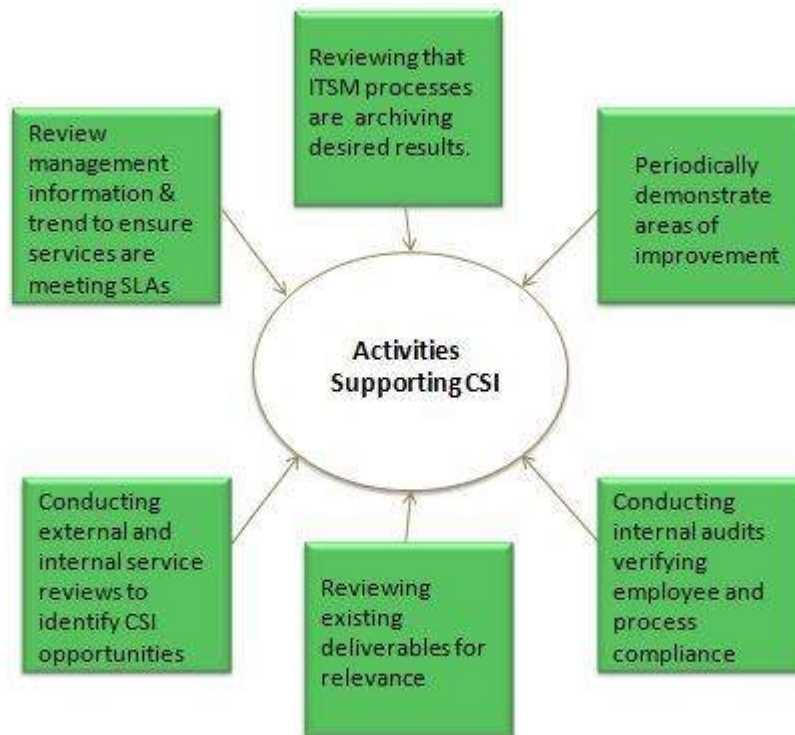 Reviewing that
ITSM processes
are archiving
desired results.
Review
management
information &
trend to ensure
services are
meeting SLAs
Periodically
demonstrate
areas of
improvement
Activities
Supporting CSI
Conducting
external and
internal service
reviews to
identify CSI
opportunities
Reviewing
existing
deliverables for
relevance
Conducting
internal audits
verifying
employee and
process
compliance